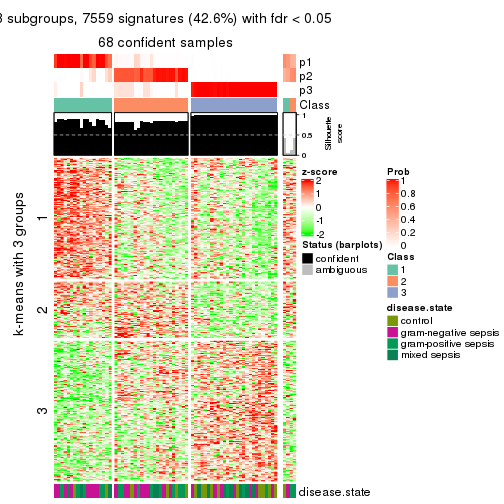 3 subgroups, 7559 signatures (42.6%) with fdr < 0.05
68 confident samples
p1
p2
p3
Class
1
0.5
0
Silhouette
score
k-means with 3 groups
1
2
3
z-score
2
1
0
-1
-2
Status (barplots)
confident
ambiguous
Prob
1
0.8
0.6
0.4
0.2
0
Class
1
2
3
disease.state
control
gram-negative sepsis
gram-positive sepsis
mixed sepsis
disease.state